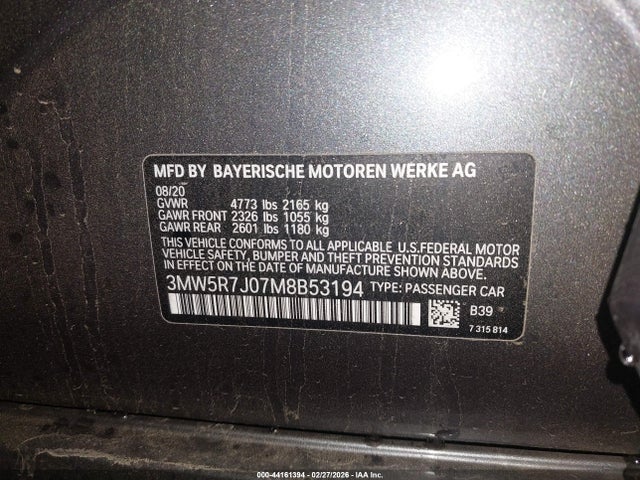 MFD BY BAYERISCHE MOTOREN WERKE AG
08/20
GVWR 4773 lbs 2165 kg
GAWR FRONT 2326 lbs 1055 kg
GAWR REAR 2601 lbs 1180 kg
THIS VEHICLE CONFORMS TO ALL APPLICABLE U.S.FEDERAL MOTOR
VEHICLE SAFETY, BUMPER AND THEFT PREVENTION STANDARDS
IN EFFECT ON THE DATE OF MANUFACTURE SHOWN ABOVE.
3MW5R7J07M8B53194 TYPE: PASSENGER CAR
B39
7 315 814
000-44161394 - 02/27/2026 - IAA Inc.